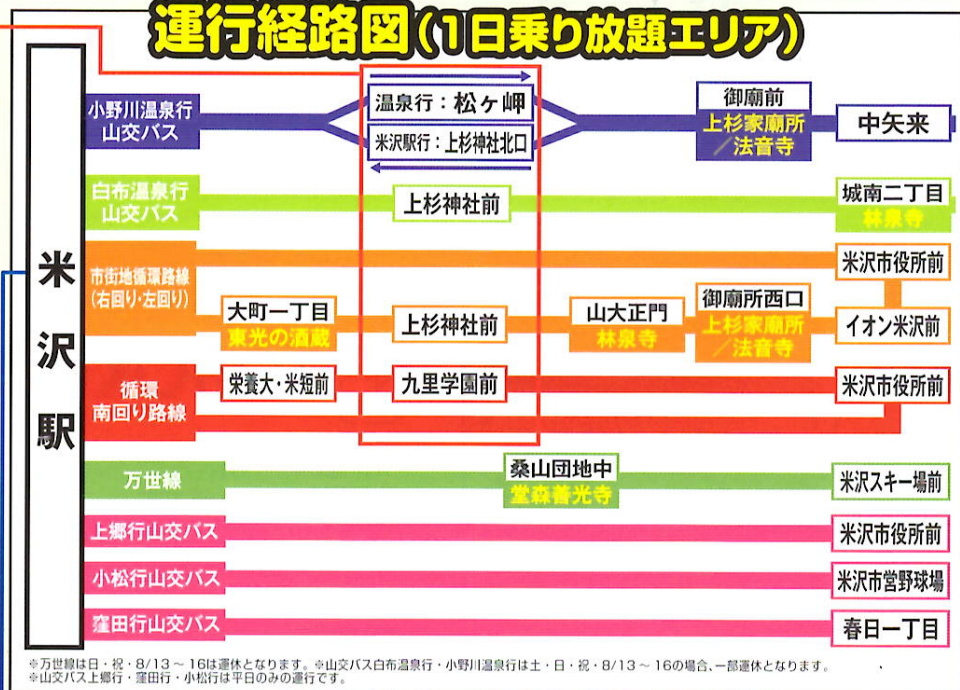 運行経路図(1日乗り放題エリア)
米沢駅
小野川温泉行
山交バス
温泉行:松ヶ岬
米沢駅行:上杉神社北口
御廟前
上杉家廟所
/法音寺
中矢来
白布温泉行
山交バス
上杉神社前
城南二丁目
林泉寺
市街地循環路線
(右回り・左回り)
米沢市役所前
大町一丁目
東光の酒蔵
上杉神社前
山大正門
林泉寺
御廟所西口
上杉家廟所
/法音寺
イオン米沢前
循環
南回り路線
栄養大・米短前
九里学園前
米沢市役所前
万世線
桑山団地中
堂森善光寺
米沢スキー場前
上郷行山交バス
米沢市役所前
小松行山交バス
米沢市営野球場
窪田行山交バス
春日一丁目
※万世線は日・祝・8/13~16は運休となります。※山交バス白布温泉行・小野川温泉行は土・日・祝・8/13~16の場合、一部運休となります。
※山交バス上郷行・窪田行・小松行は平日のみの運行です。